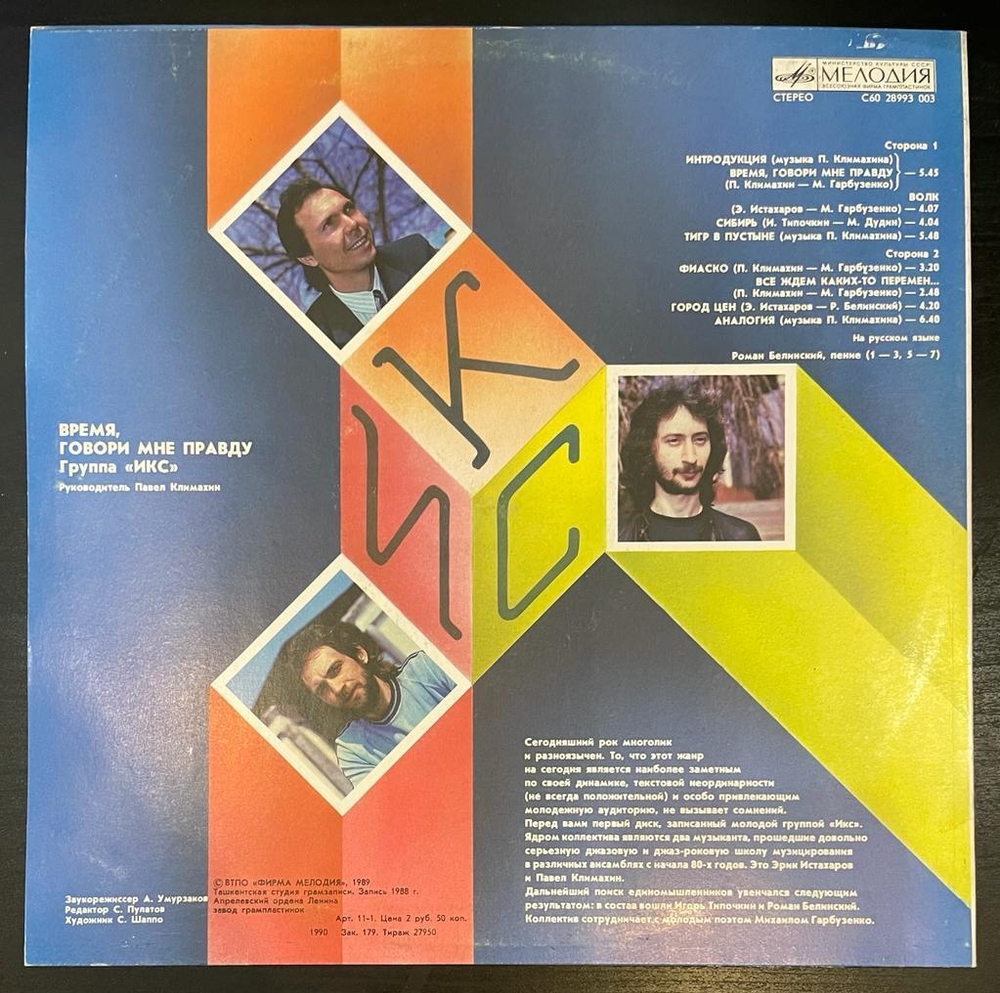 МИНИСТЕРСТВО КУЛЬТУРЫ СССР
МЕЛОДИЯ
ВСЕСОЮЗНАЯ ФИРМА ГРАМПЛАСТИНОК
СТЕРЕО С60 28993 003
Сторона 1
ИНТРОДУКЦИЯ (музыка П. Климахина)
ВРЕМЯ, ГОВОРИ МНЕ ПРАВДУ — 5.45
(П. Климахин — М. Гарбузенко)
ВОЛК
(Э. Истахаров — М. Гарбузенко) — 4.07
СИБИРЬ (И. Типочкин — М. Дудин) — 4.04
ТИГР В ПУСТЫНЕ (музыка П. Климахина) — 5.48
Сторона 2
ФИАСКО (П. Климахин — М. Гарбузенко) — 3.20
ВСЕ ЖДЕМ КАКИХ-ТО ПЕРЕМЕН...
(П. Климахин — М. Гарбузенко) — 2.48
ГОРОД ЦЕН (Э. Истахаров — Р. Белинский) — 4.20
АНАЛОГИЯ (музыка П. Климахина) — 6.40
На русском языке
Роман Белинский, пение (1 — 3, 5 — 7)
ИКС
ВРЕМЯ,
ГОВОРИ МНЕ ПРАВДУ
Группа «ИКС»
Руководитель Павел Климахин
Сегодняшний рок многолик
и разноязычен. То, что этот жанр
на сегодня является наиболее заметным
по своей динамике, текстовой неординарности
(не всегда положительной) и особо привлекающим
молодежную аудиторию, не вызывает сомнений.
Перед вами первый диск, записанный молодой группой «Икс».
Ядром коллектива являются два музыканта, прошедшие довольно
серьезную джазовую и джаз-роковую школу музицирования
в различных ансамблях с начала 80-х годов. Это Эрик Истахаров
и Павел Климахин.
Дальнейший поиск единомышленников увенчался следующим
результатом: в состав вошли Игорь Типочкин и Роман Белинский.
Коллектив сотрудничает с молодым поэтом Михаилом Гарбузенко.
Звукорежиссер А. Умурзаков
Редактор С. Пулатов
Художник С. Шаппо
© ВТПО «ФИРМА МЕЛОДИЯ», 1989
Ташкентская студия грамзаписи. Запись 1988 г.
Апрелевский ордена Ленина
завод грампластинок
Арт. 11-1. Цена 2 руб. 50 коп.
1990 Зак. 179. Тираж 27950